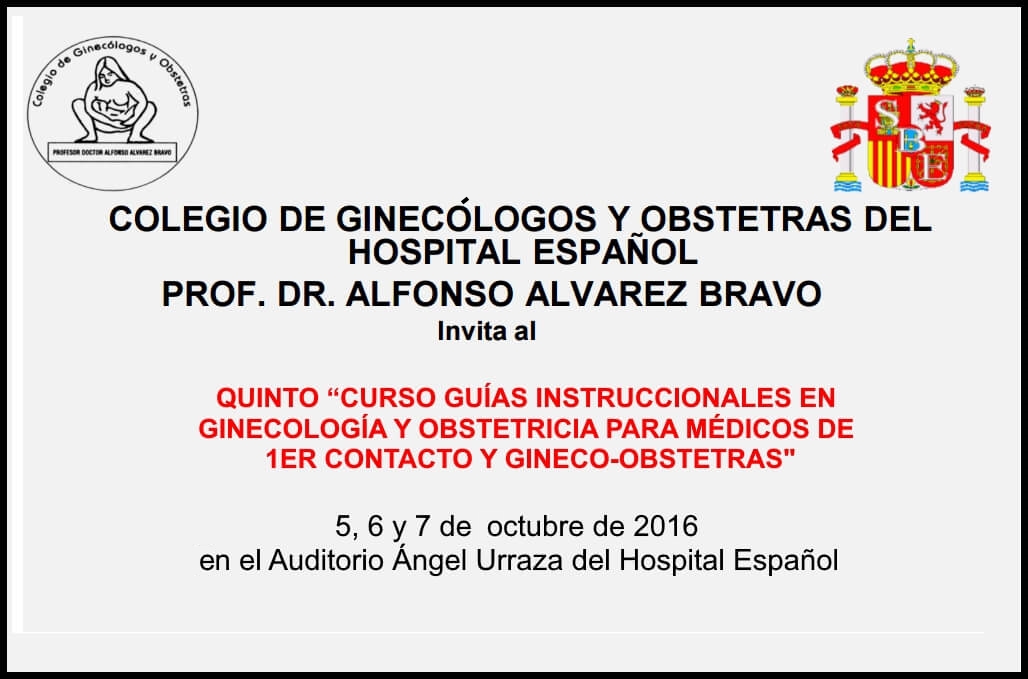 Colegio de Ginecólogos y Obstetras
PROFESOR DOCTOR ALFONSO ALVAREZ BRAVO
S
B
E
COLEGIO DE GINECÓLOGOS Y OBSTETRAS DEL
HOSPITAL ESPAÑOL
PROF. DR. ALFONSO ALVAREZ BRAVO
Invita al
QUINTO “CURSO GUÍAS INSTRUCCIONALES EN
GINECOLOGÍA Y OBSTETRICIA PARA MÉDICOS DE
1ER CONTACTO Y GINECO-OBSTETRAS"
5, 6 y 7 de  octubre de 2016
en el Auditorio Ángel Urraza del Hospital Español